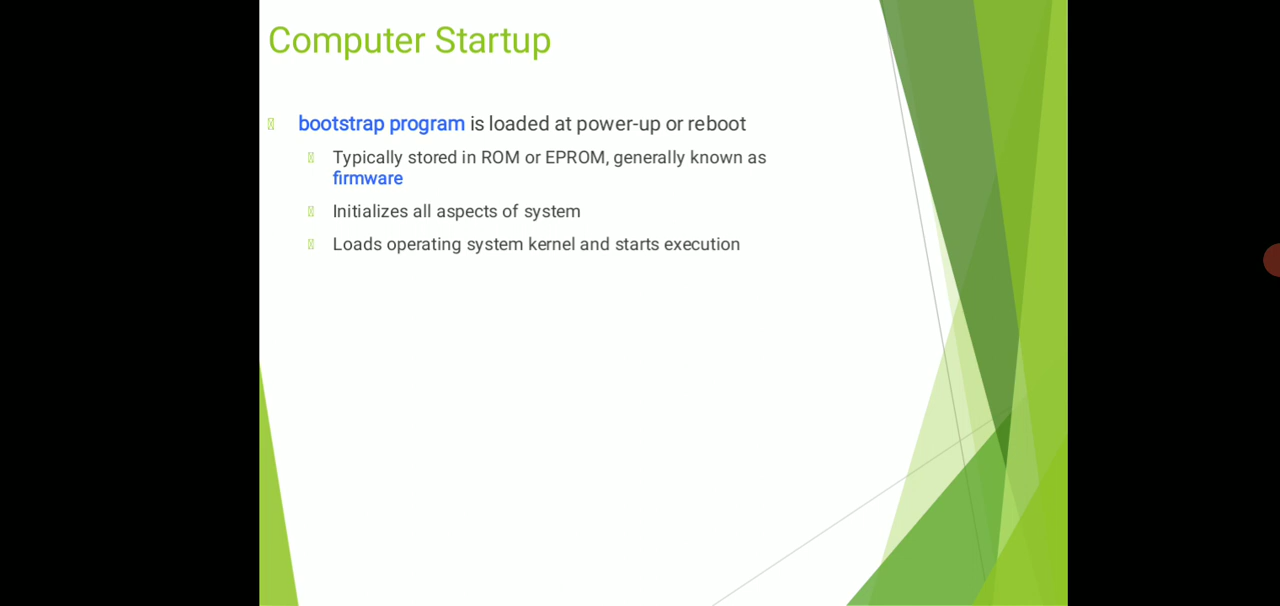 Computer Startup
bootstrap program is loaded at power-up or reboot
Typically stored in ROM or EPROM, generally known as
firmware
Initializes all aspects of system
Loads operating system kernel and starts execution